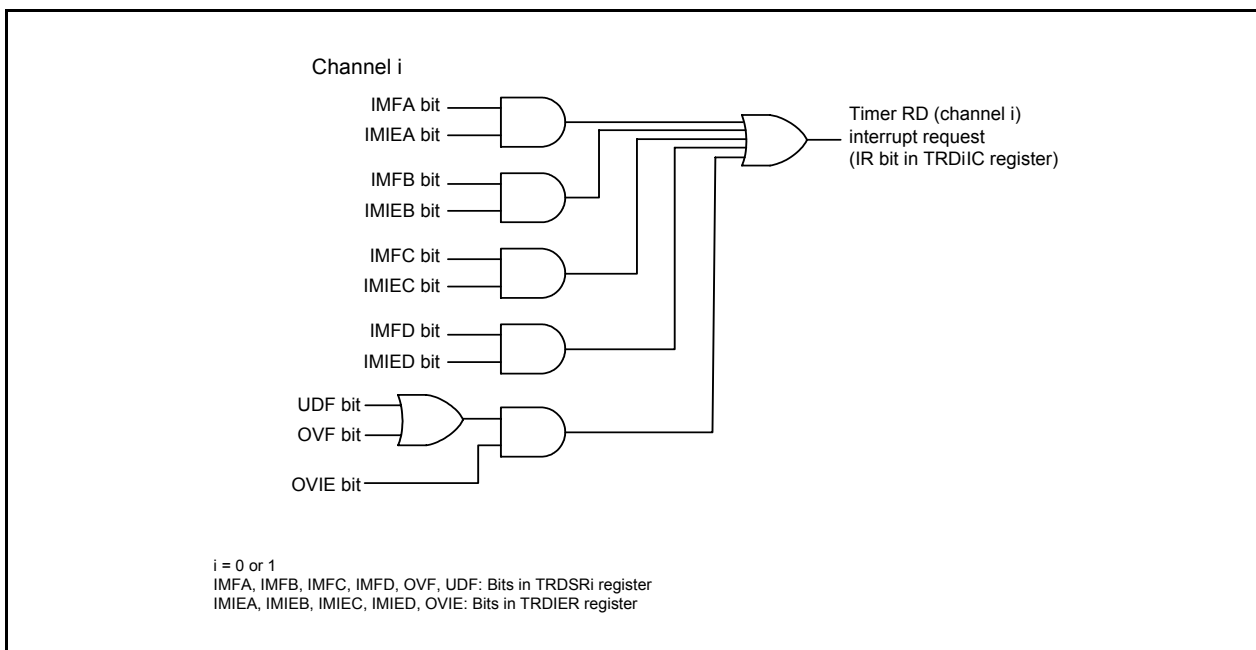 Channel i
IMFA bit
IMIEA bit
IMFB bit
IMIEB bit
IMFC bit
IMIEC bit
IMFD bit
IMIED bit
UDF bit
OVF bit
OVIE bit
Timer RD (channel i)
interrupt request
(IR bit in TRDiIC register)
i = 0 or 1
IMFA, IMFB, IMFC, IMFD, OVF, UDF: Bits in TRDSRi register
IMIEA, IMIEB, IMIEC, IMIED, OVIE: Bits in TRDIER register